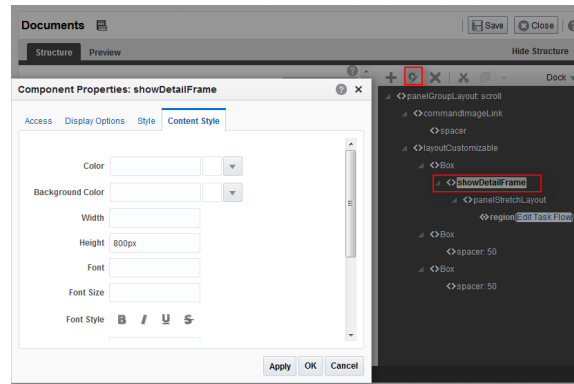 Documents
Save
Close
Structure
Preview
Hide Structure
Dock
Component Properties: showDetailFrame
Access
Display Options
Style
Content Style
Color
Background Color
Width
Height
800px
Font
Font Size
Font Style
B
I
U
S
Apply
OK
Cancel
<>panelGroupLayout: scroll
<>commandImageLink
<>spacer
<>layoutCustomizable
<>Box
<>showDetailFrame
<>panelStretchLayout
<>region Edit Task Flow
<>Box
<>spacer: 50
<>Box
<>spacer: 50